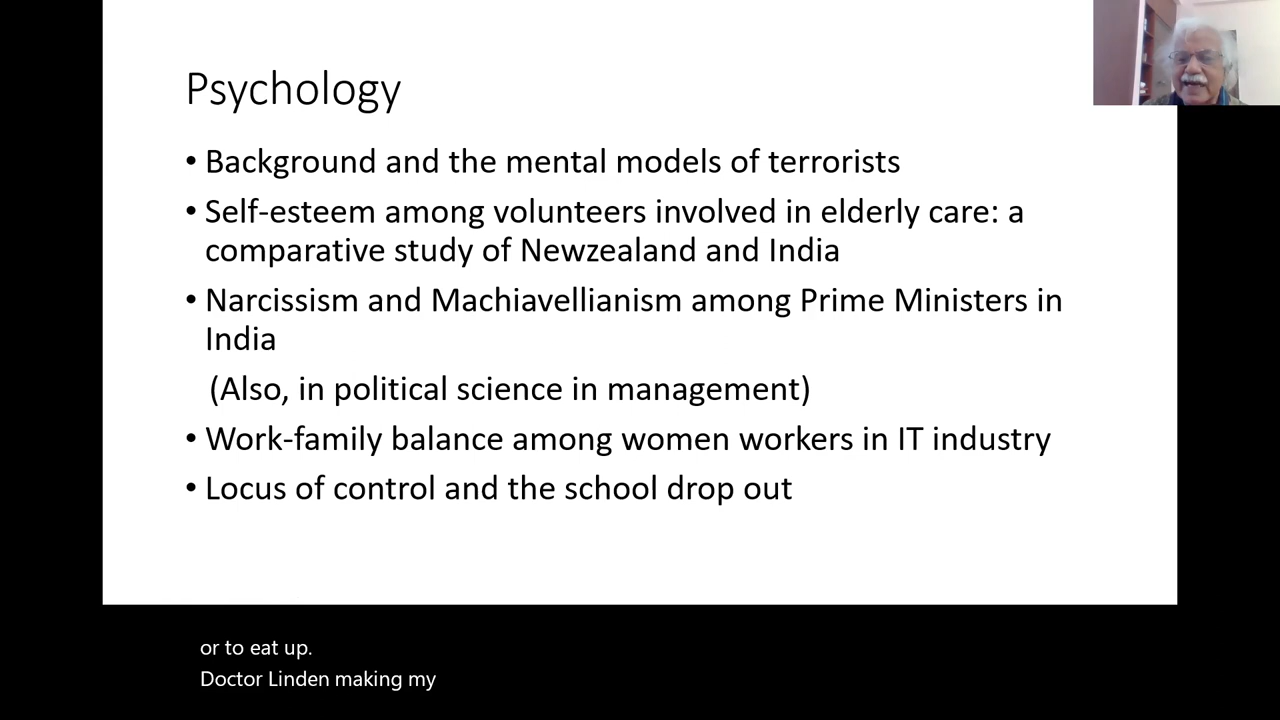 Psychology
• Background and the mental models of terrorists
• Self-esteem among volunteers involved in elderly care: a
comparative study of Newzealand and India
• Narcissism and Machiavellianism among Prime Ministers in
India
(Also, in political science in management)
• Work-family balance among women workers in IT industry
• Locus of control and the school drop out
or to eat up.
Doctor Linden making my